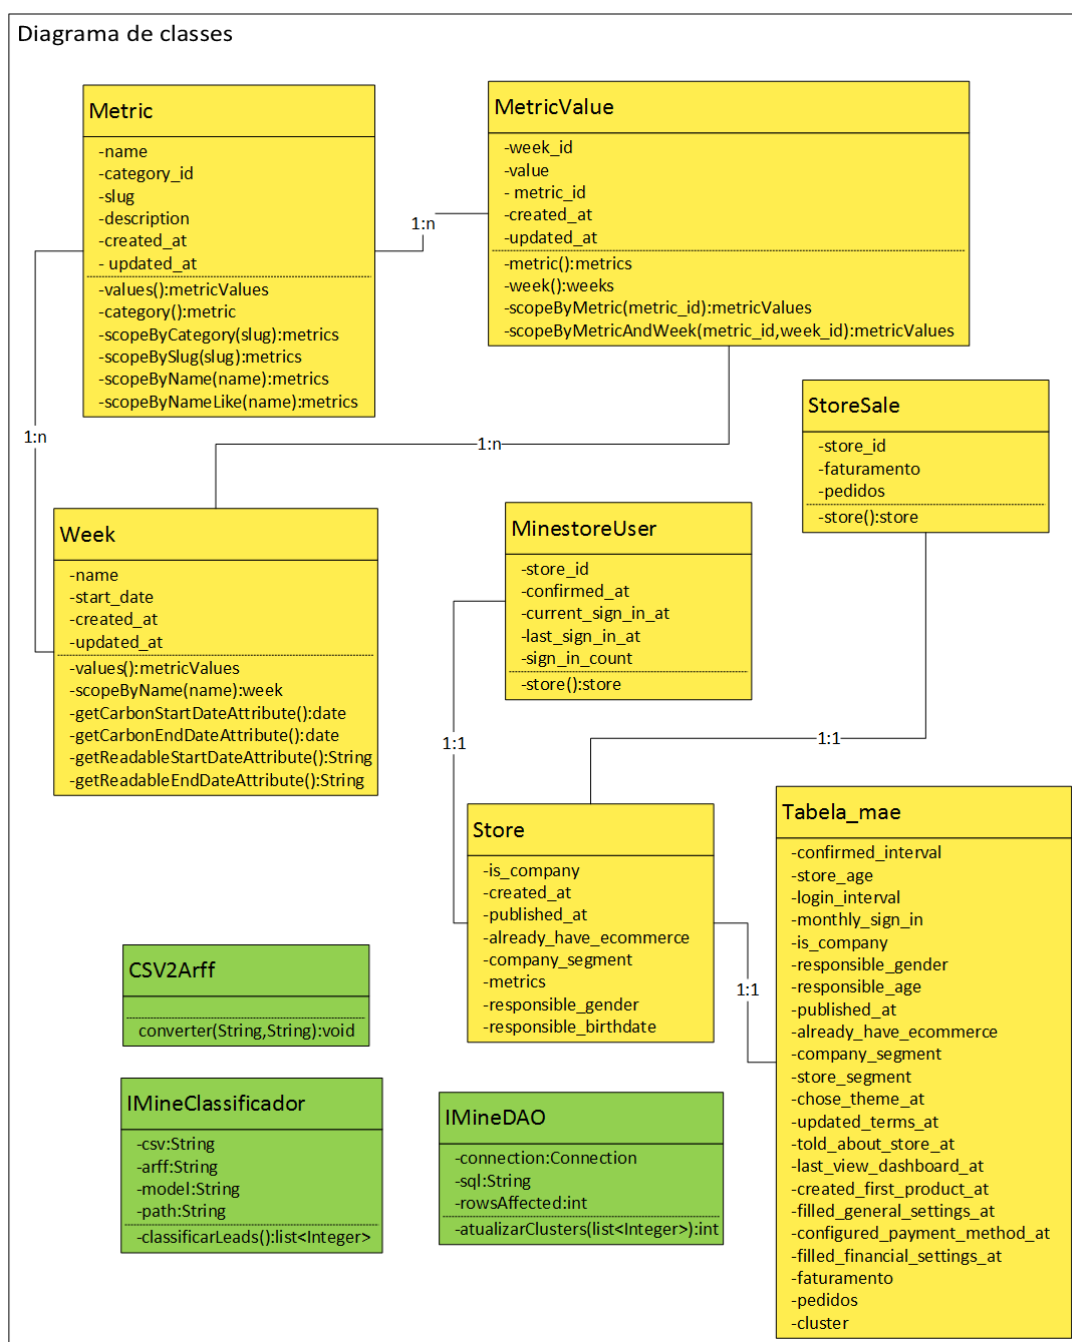 Diagrama de classes
Metric
-name
-category_id
-slug
-description
-created_at
- updated_at
-values():metricValues
-category():metric
-scopeByCategory(slug):metrics
-scopeBySlug(slug):metrics
-scopeByName(name):metrics
-scopeByNameLike(name):metrics
1:n
MetricValue
-week_id
-value
- metric_id
-created_at
-updated_at
-metric():metrics
-week():weeks
-scopeByMetric(metric_id):metricValues
-scopeByMetricAndWeek(metric_id,week_id):metricValues
1:n
1:n
StoreSale
-store_id
-faturamento
-pedidos
-store():store
Week
-name
-start_date
-created_at
-updated_at
-values():metricValues
-scopeByName(name):week
-getCarbonStartDateAttribute():date
-getCarbonEndDateAttribute():date
-getReadableStartDateAttribute():String
-getReadableEndDateAttribute():String
MinestoreUser
-store_id
-confirmed_at
-current_sign_in_at
-last_sign_in_at
-sign_in_count
-store():store
1:1
1:1
Store
-is_company
-created_at
-published_at
-already_have_ecommerce
-company_segment
-metrics
-responsible_gender
-responsible_birthdate
1:1
Tabela_mae
-confirmed_interval
-store_age
-login_interval
-monthly_sign_in
-is_company
-responsible_gender
-responsible_age
-published_at
-already_have_ecommerce
-company_segment
-store_segment
-chose_theme_at
-updated_terms_at
-told_about_store_at
-last_view_dashboard_at
-created_first_product_at
-filled_general_settings_at
-configured_payment_method_at
-filled_financial_settings_at
-faturamento
-pedidos
-cluster
CSV2Arff
converter(String,String):void
IMineClassificador
-csv:String
-arff:String
-model:String
-path:String
-classificarLeads():list<Integer>
IMineDAO
-connection:Connection
-sql:String
-rowsAffected:int
-atualizarClusters(list<Integer>):int